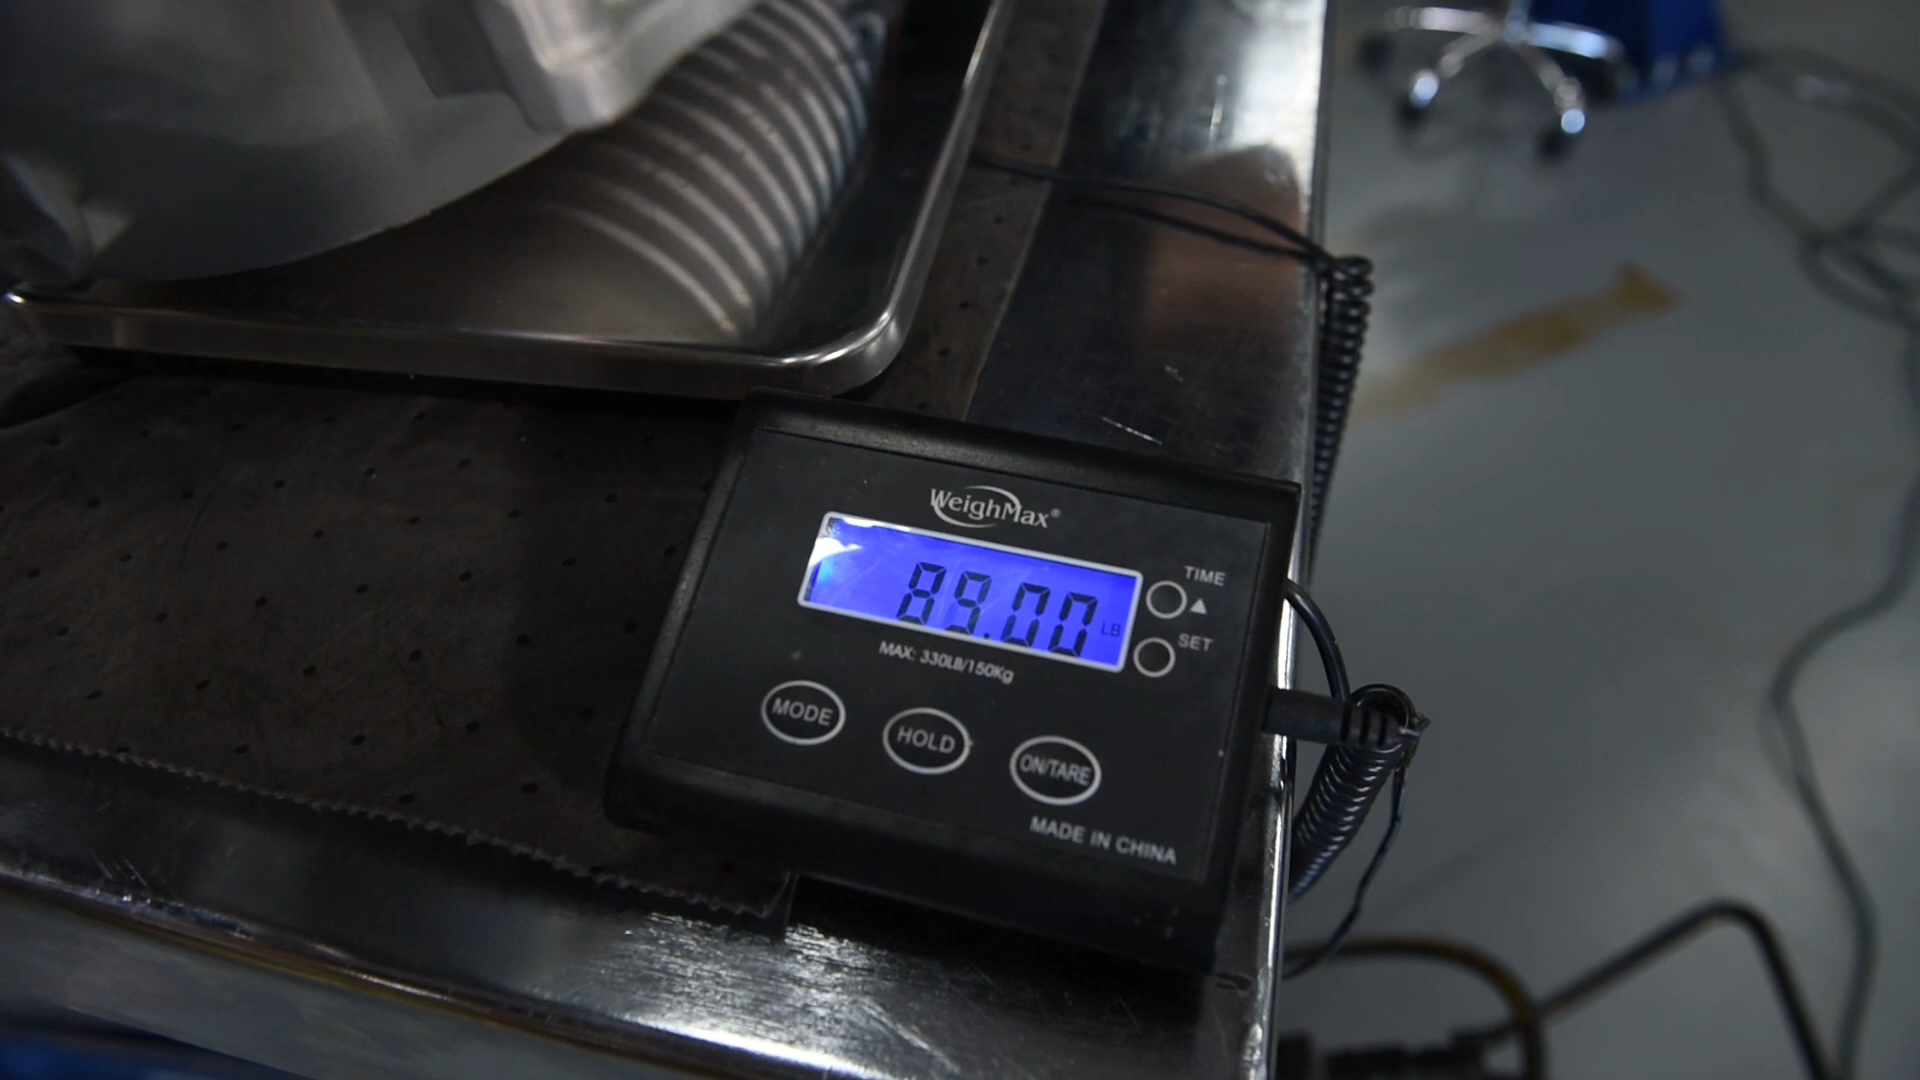 WeighMax®
89.00 LB
TIME
▲
SET
MAX: 330LB/150Kg
MODE
HOLD
ON/TARE
MADE IN CHINA